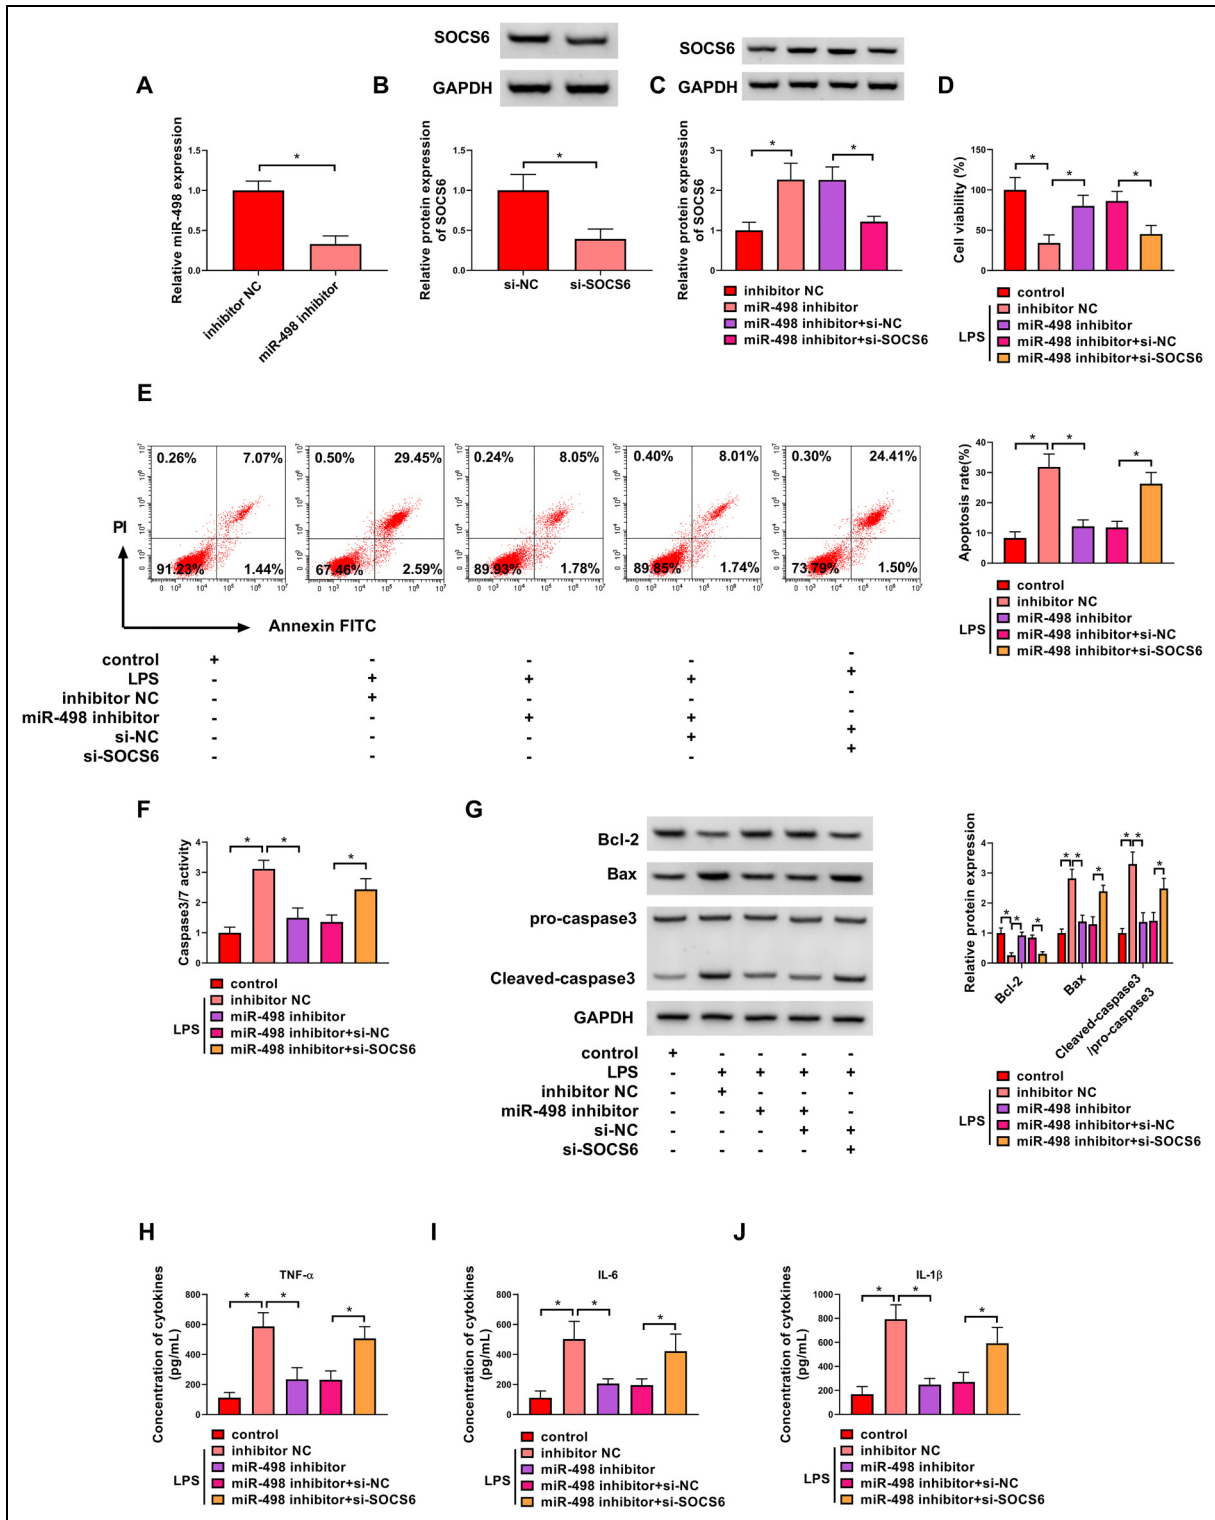 A
Relative miR-498 expression
1.5
1.0
0.5
0.0
*
inhibitor NC
miR-498 inhibitor
B
SOCS6
GAPDH
Relative protein expression
of SOCS6
1.5
1.0
0.5
0.0
*
si-NC
si-SOCS6
C
SOCS6
GAPDH
Relative protein expression
of SOCS6
3
2
1
0
*
*
inhibitor NC
miR-498 inhibitor
miR-498 inhibitor+si-NC
miR-498 inhibitor+si-SOCS6
D
Cell viability (%)
150
100
50
0
*
*
*
control
inhibitor NC
miR-498 inhibitor
miR-498 inhibitor+si-NC
miR-498 inhibitor+si-SOCS6
LPS
E
0.26% 7.07%
91.23% 1.44%
0.50% 29.45%
67.46% 2.59%
0.24% 8.05%
89.93% 1.78%
0.40% 8.01%
89.85% 1.74%
0.30% 24.41%
73.79% 1.50%
PI
Annexin FITC
control + - - - -
LPS - + + + +
inhibitor NC - + - - -
miR-498 inhibitor - - + + -
si-NC - - - + +
si-SOCS6 - - - - +
Apoptosis rate(%)
40
30
20
10
0
*
*
*
control
inhibitor NC
miR-498 inhibitor
miR-498 inhibitor+si-NC
miR-498 inhibitor+si-SOCS6
LPS
F
Caspase3/7 activity
4
3
2
1
0
*
*
*
control
inhibitor NC
miR-498 inhibitor
miR-498 inhibitor+si-NC
miR-498 inhibitor+si-SOCS6
LPS
G
Bcl-2
Bax
pro-caspase3
Cleaved-caspase3
GAPDH
control + - - - -
LPS - + + + +
inhibitor NC - + - - -
miR-498 inhibitor - - + + -
si-NC - - - + +
si-SOCS6 - - - - +
Relative protein expression
4
3
2
1
0
* * *
* * *
* * *
Bcl-2
Bax
Cleaved-caspase3
/pro-caspase3
control
inhibitor NC
miR-498 inhibitor
miR-498 inhibitor+si-NC
miR-498 inhibitor+si-SOCS6
LPS
H
TNF-α
Concentration of cytokines
(pg/mL)
800
600
400
200
0
*
*
*
control
inhibitor NC
miR-498 inhibitor
miR-498 inhibitor+si-NC
miR-498 inhibitor+si-SOCS6
LPS
I
IL-6
Concentration of cytokines
(pg/mL)
800
600
400
200
0
*
*
*
control
inhibitor NC
miR-498 inhibitor
miR-498 inhibitor+si-NC
miR-498 inhibitor+si-SOCS6
LPS
J
IL-1β
Concentration of cytokines
(pg/mL)
1000
800
600
400
200
0
*
*
*
control
inhibitor NC
miR-498 inhibitor
miR-498 inhibitor+si-NC
miR-498 inhibitor+si-SOCS6
LPS